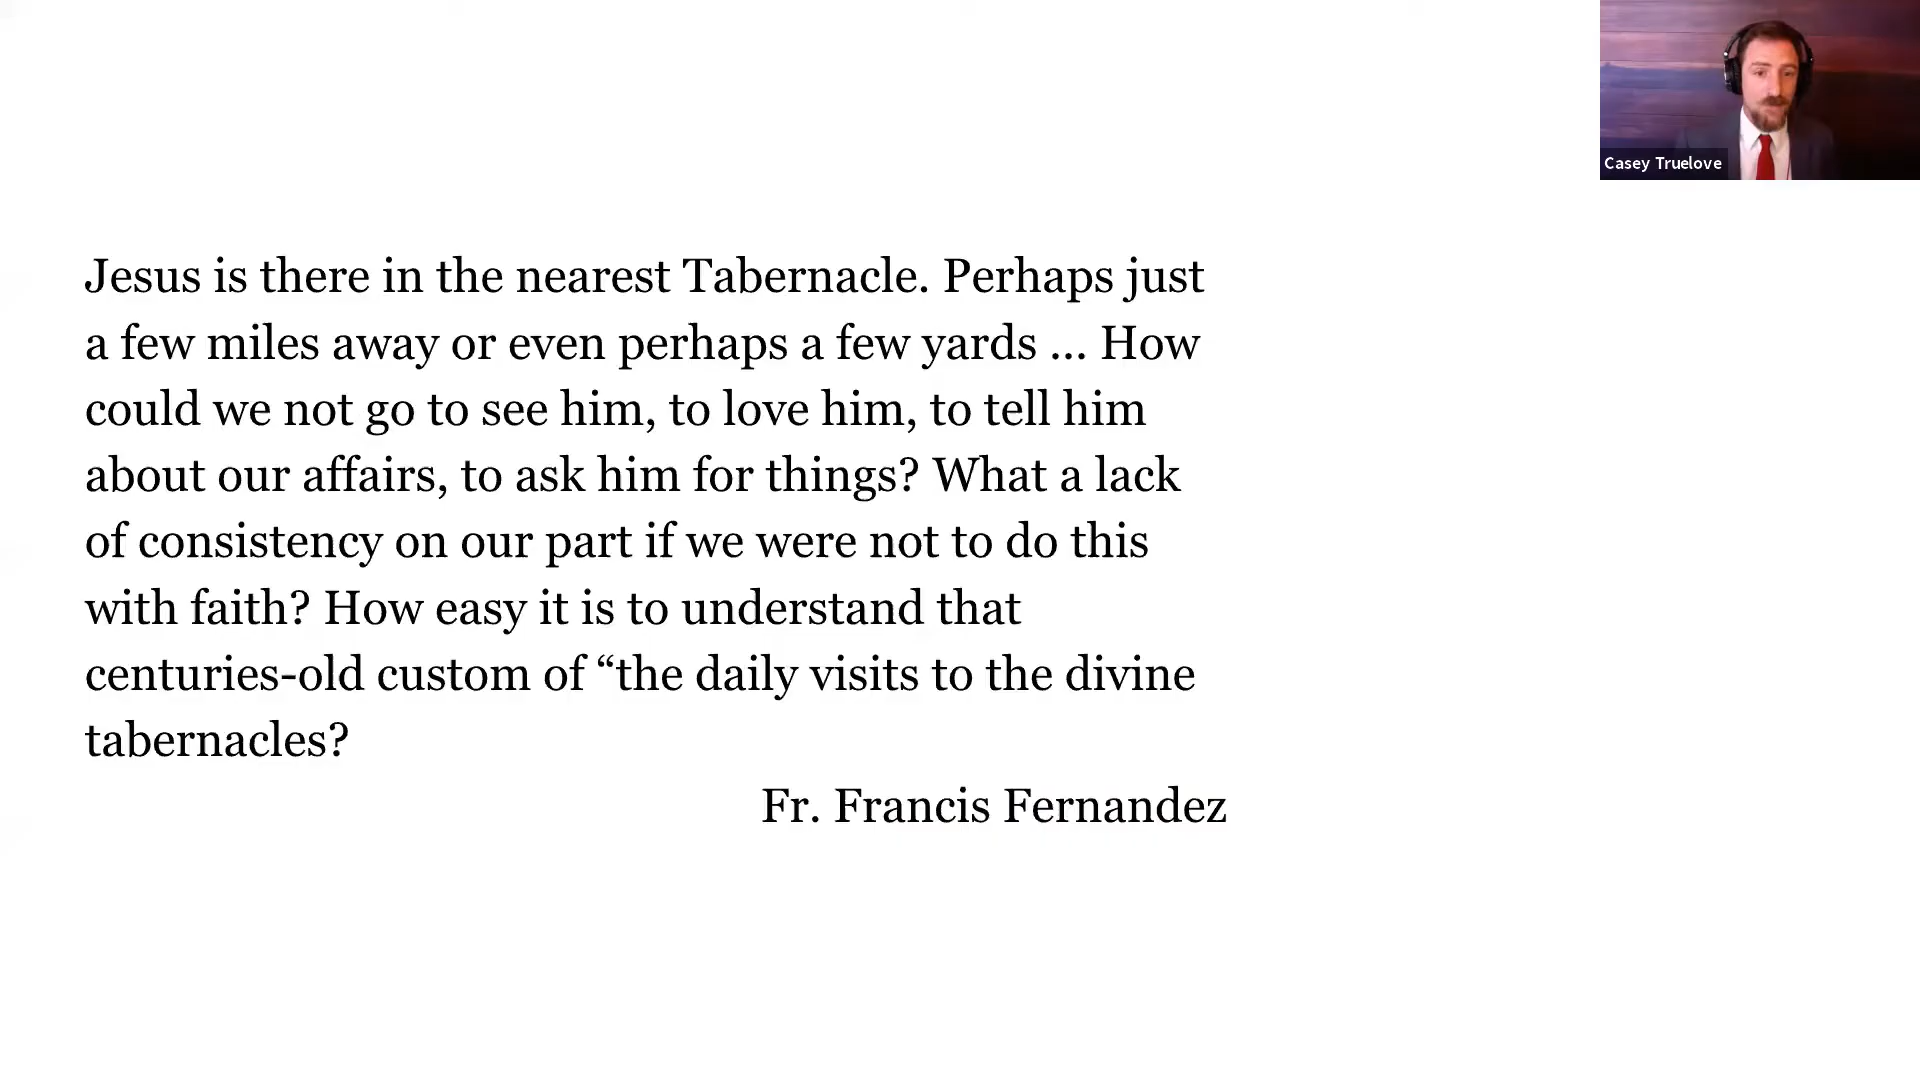 Casey Truelove
Jesus is there in the nearest Tabernacle. Perhaps just
a few miles away or even perhaps a few yards ... How
could we not go to see him, to love him, to tell him
about our affairs, to ask him for things? What a lack
of consistency on our part if we were not to do this
with faith? How easy it is to understand that
centuries-old custom of “the daily visits to the divine
tabernacles?
Fr. Francis Fernandez